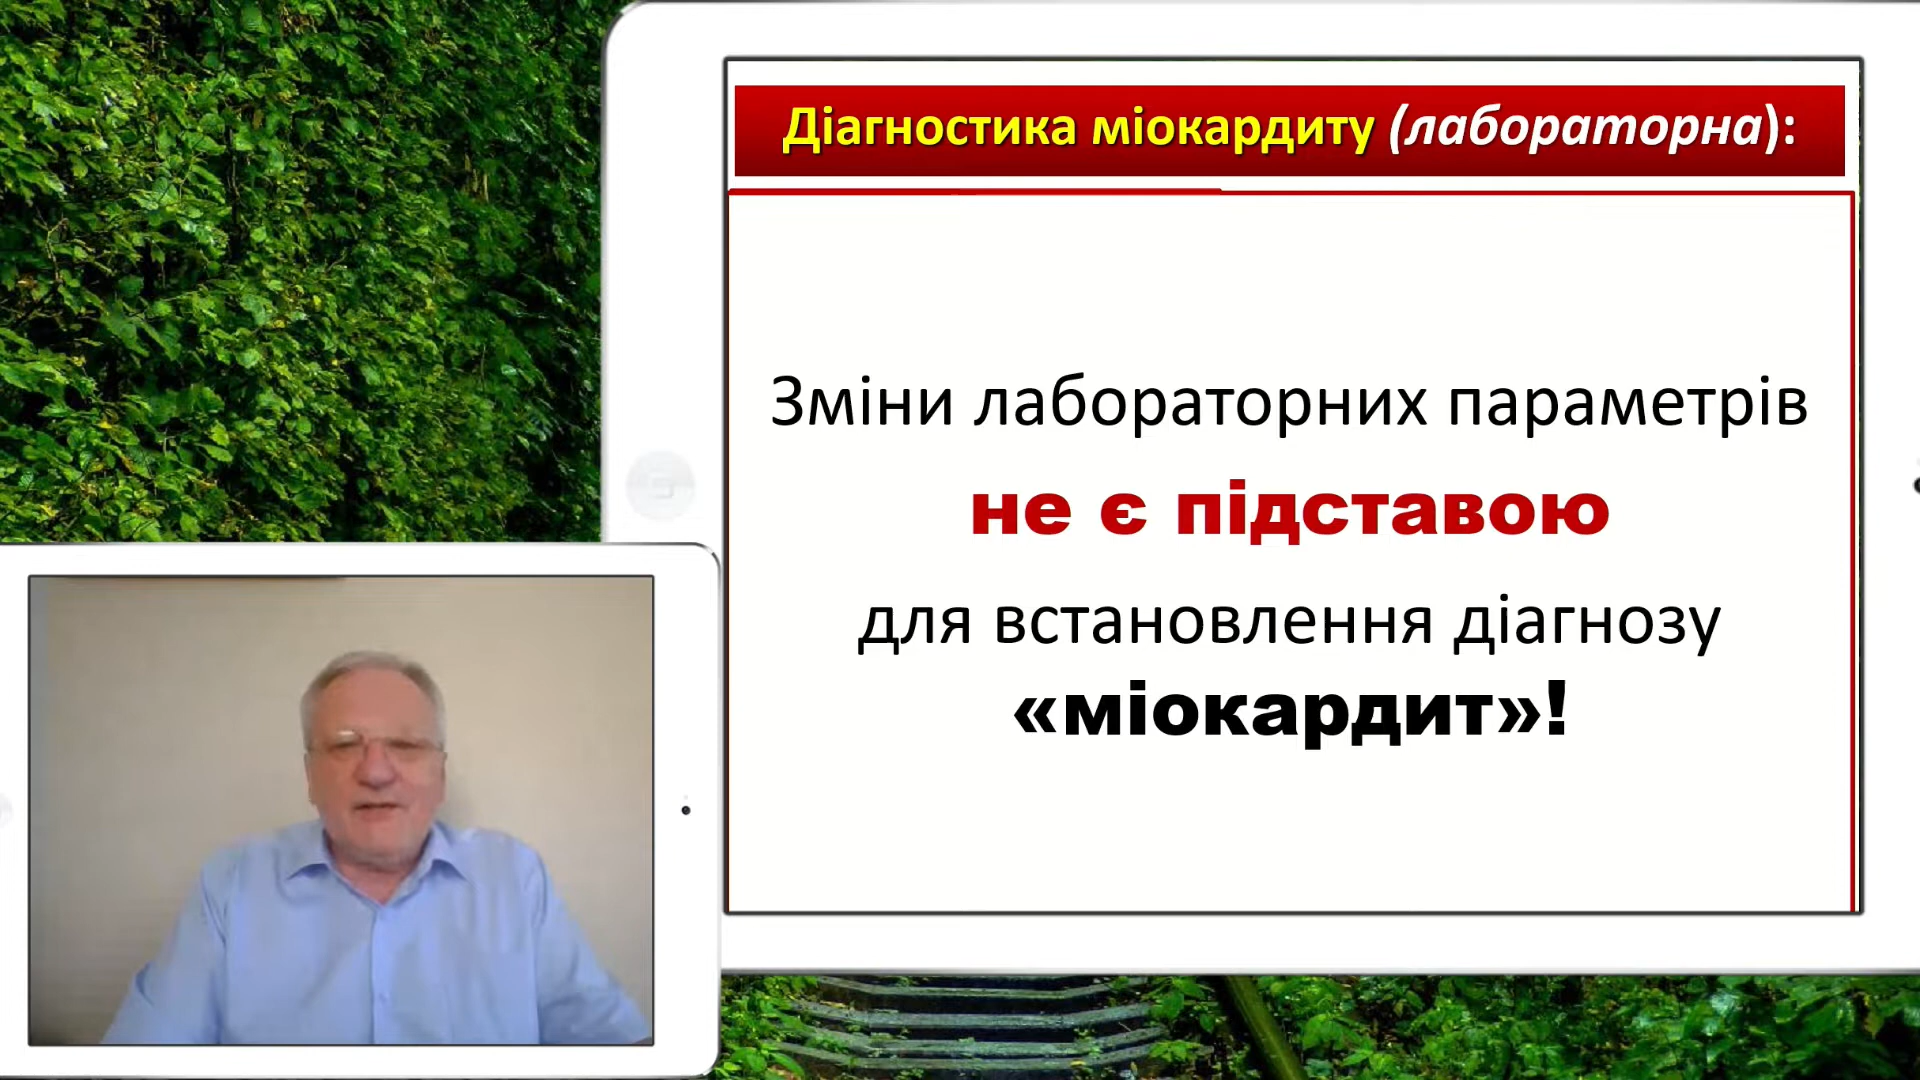 Діагностика міокардиту (лабораторна):
Зміни лабораторних параметрів
не є підставою
для встановлення діагнозу
«міокардит»!